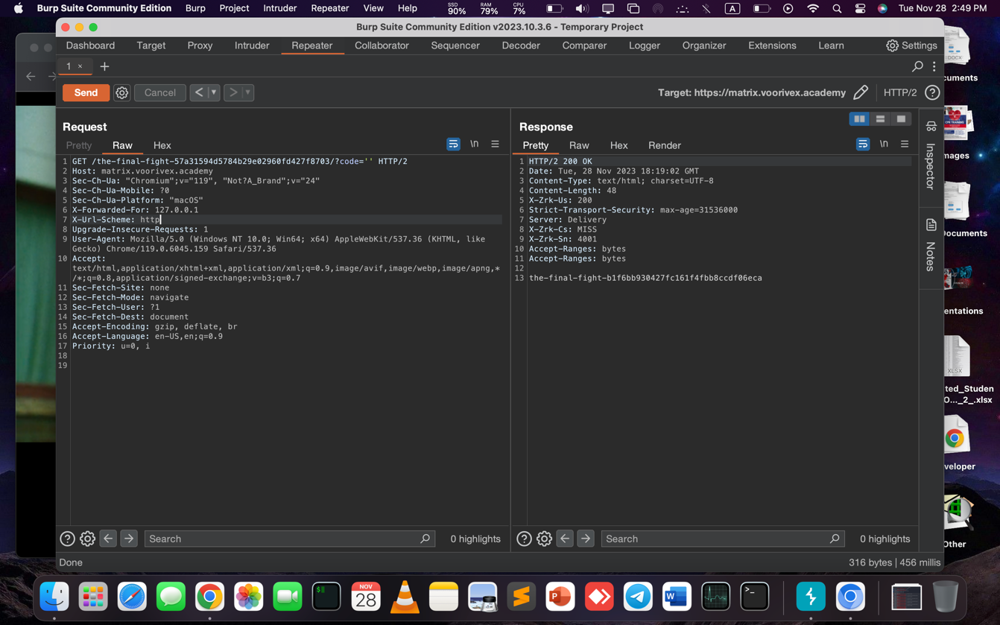 Burp Suite Community Edition Burp Project Intruder Repeater View Help SSD 90% RAM 79% CPU 7% A Tue Nov 28 2:49 PM
Burp Suite Community Edition v2023.10.3.6 - Temporary Project
Dashboard Target Proxy Intruder Repeater Collaborator Sequencer Decoder Comparer Logger Organizer Extensions Learn Settings
1 × +
Send Cancel < > Target: https://matrix.voorivex.academy HTTP/2 ?
Request
Pretty Raw Hex \n
1 GET /the-final-fight-57a31594d5784b29e02960fd427f8703/?code='' HTTP/2
2 Host: matrix.voorivex.academy
3 Sec-Ch-Ua: "Chromium";v="119", "Not?A_Brand";v="24"
4 Sec-Ch-Ua-Mobile: ?0
5 Sec-Ch-Ua-Platform: "macOS"
6 X-Forwarded-For: 127.0.0.1
7 X-Url-Scheme: http
8 Upgrade-Insecure-Requests: 1
9 User-Agent: Mozilla/5.0 (Windows NT 10.0; Win64; x64) AppleWebKit/537.36 (KHTML, like
Gecko) Chrome/119.0.6045.159 Safari/537.36
10 Accept:
text/html,application/xhtml+xml,application/xml;q=0.9,image/avif,image/webp,image/apng,*
/*;q=0.8,application/signed-exchange;v=b3;q=0.7
11 Sec-Fetch-Site: none
12 Sec-Fetch-Mode: navigate
13 Sec-Fetch-User: ?1
14 Sec-Fetch-Dest: document
15 Accept-Encoding: gzip, deflate, br
16 Accept-Language: en-US,en;q=0.9
17 Priority: u=0, i
18
19
? Search 0 highlights
Response
Pretty Raw Hex Render \n
1 HTTP/2 200 OK
2 Date: Tue, 28 Nov 2023 18:19:02 GMT
3 Content-Type: text/html; charset=UTF-8
4 Content-Length: 48
5 X-Zrk-Us: 200
6 Strict-Transport-Security: max-age=31536000
7 Server: Delivery
8 X-Zrk-Cs: MISS
9 X-Zrk-Sn: 4001
10 Accept-Ranges: bytes
11 Accept-Ranges: bytes
12
13 the-final-fight-b1f6bb930427fc161f4fbb8ccdf06eca
? Search 0 highlights
Inspector
Notes
Done 316 bytes | 456 millis
DOCX
cuments
mages
Documents
entations
XLSX
ted_Studen
O..._2_.xlsx
veloper
Other
NOV
28